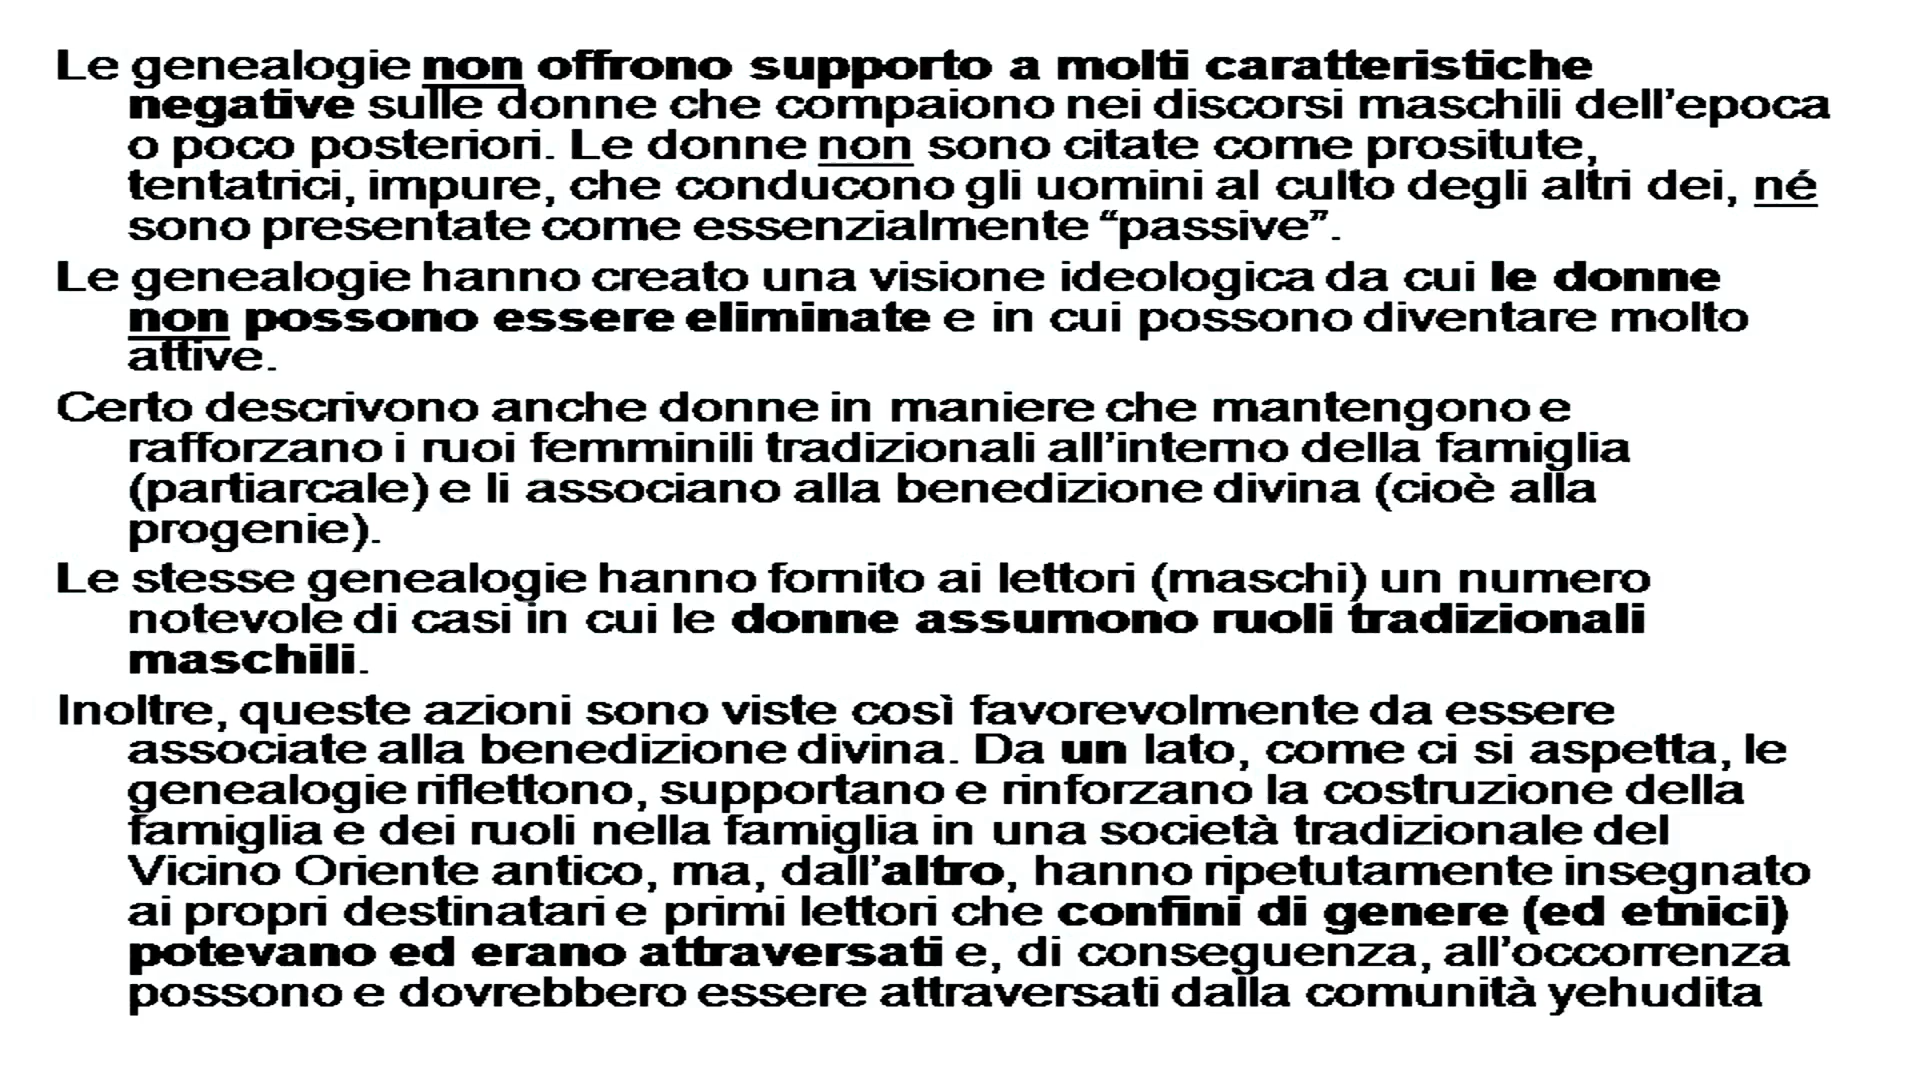 Le genealogie non offrono supporto a molti caratteristiche
negative sulle donne che compaiono nei discorsi maschili dell’epoca
o poco posteriori. Le donne non sono citate come prositute,
tentatrici, impure, che conducono gli uomini al culto degli altri dei, né
sono presentate come essenzialmente “passive”.
Le genealogie hanno creato una visione ideologica da cui le donne
non possono essere eliminate e in cui possono diventare molto
attive.
Certo descrivono anche donne in maniere che mantengono e
rafforzano i ruoi femminili tradizionali all’interno della famiglia
(partiarcale) e li associano alla benedizione divina (cioè alla
progenie).
Le stesse genealogie hanno fornito ai lettori (maschi) un numero
notevole di casi in cui le donne assumono ruoli tradizionali
maschili.
Inoltre, queste azioni sono viste così favorevolmente da essere
associate alla benedizione divina. Da un lato, come ci si aspetta, le
genealogie riflettono, supportano e rinforzano la costruzione della
famiglia e dei ruoli nella famiglia in una società tradizionale del
Vicino Oriente antico, ma, dall’altro, hanno ripetutamente insegnato
ai propri destinatari e primi lettori che confini di genere (ed etnici)
potevano ed erano attraversati e, di conseguenza, all’occorrenza
possono e dovrebbero essere attraversati dalla comunità yehudita